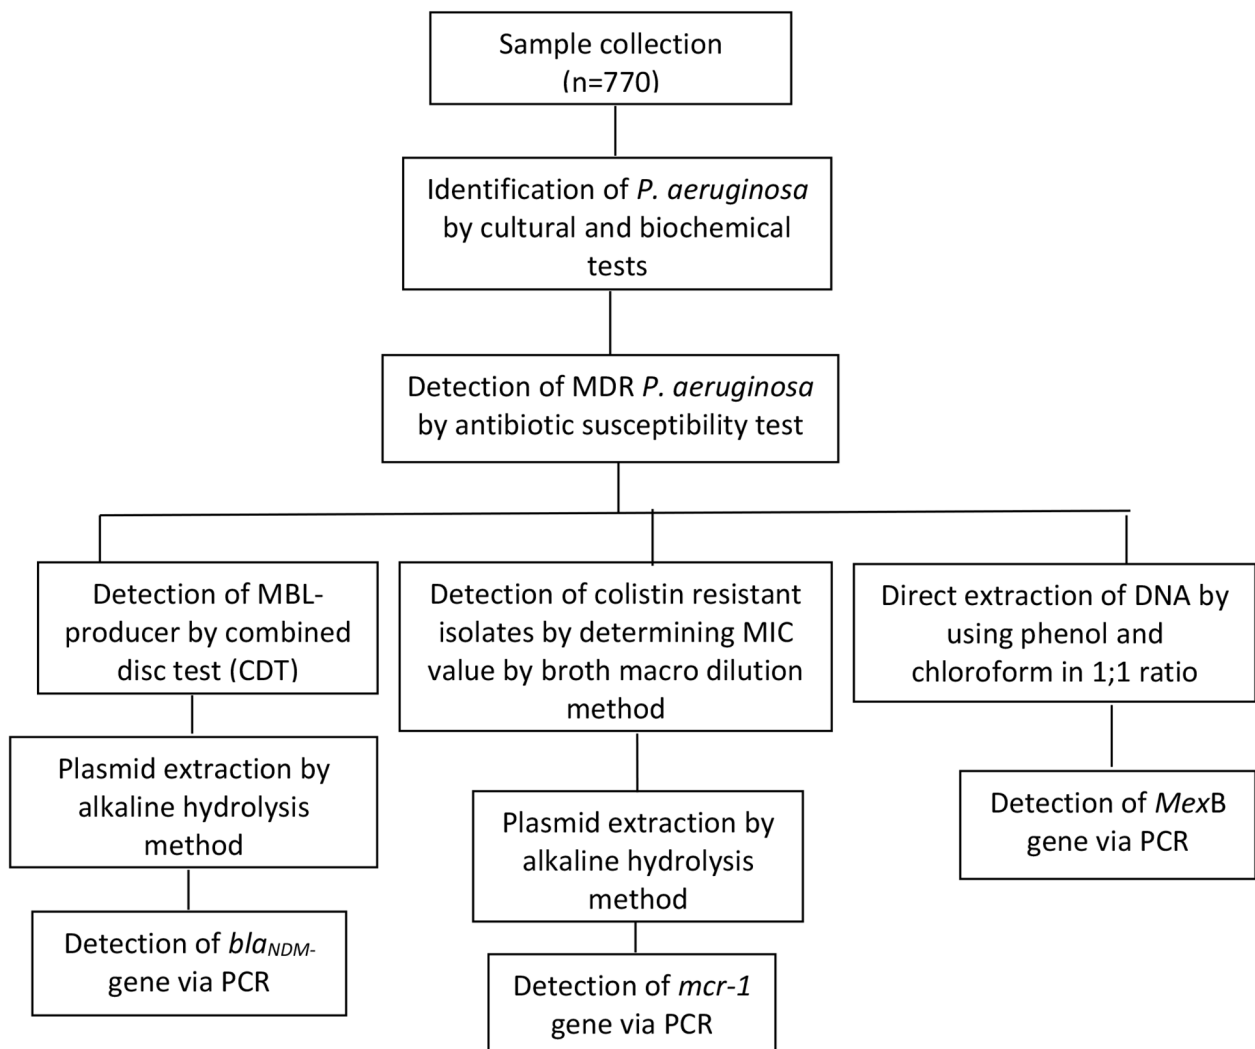 Sample collection
(n=770)
Identification of P. aeruginosa
by cultural and biochemical
tests
Detection of MDR P. aeruginosa
by antibiotic susceptibility test
Detection of MBL-
producer by combined
disc test (CDT)
Detection of colistin resistant
isolates by determining MIC
value by broth macro dilution
method
Direct extraction of DNA by
using phenol and
chloroform in 1;1 ratio
Plasmid extraction by
alkaline hydrolysis
method
Plasmid extraction by
alkaline hydrolysis
method
Detection of MexB
gene via PCR
Detection of blaNDM-
gene via PCR
Detection of mcr-1
gene via PCR